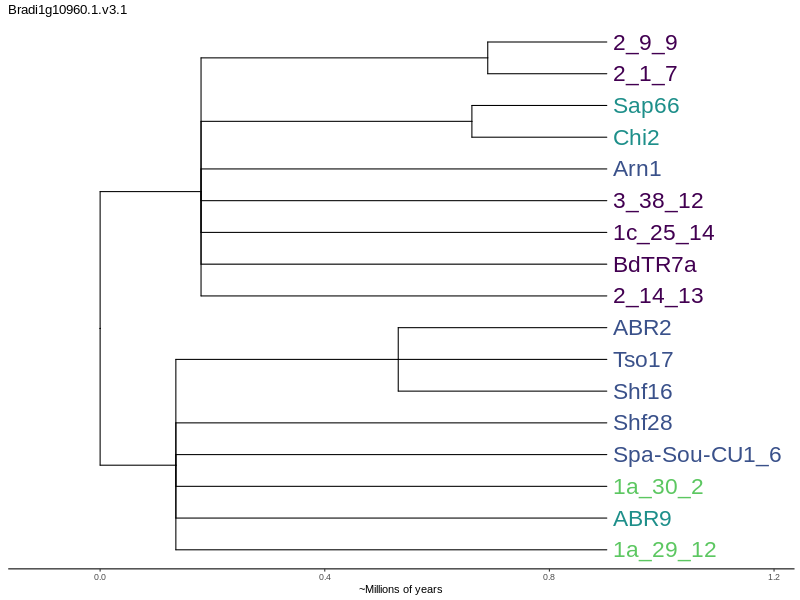 Bradi1g10960.1.v3.1
2_9_9
2_1_7
Sap66
Chi2
Arn1
3_38_12
1c_25_14
BdTR7a
2_14_13
ABR2
Tso17
Shf16
Shf28
Spa-Sou-CU1_6
1a_30_2
ABR9
1a_29_12
0.0 0.4 0.8 1.2
~Millions of years